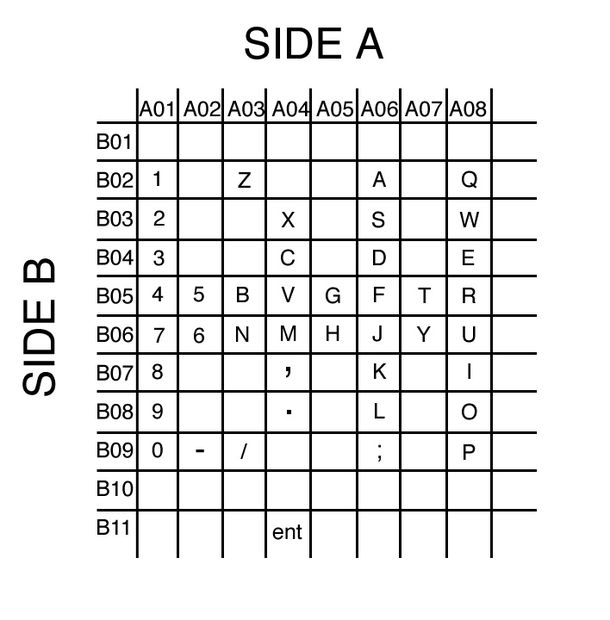 SIDE A
A01 A02 A03 A04 A05 A06 A07 A08
B01
B02 1 Z A Q
B03 2 X S W
B04 3 C D E
B05 4 5 B V G F T R
B06 7 6 N M H J Y U
B07 8 , K I
B08 9 . L O
B09 0 - / ; P
B10
B11 ent
SIDE B